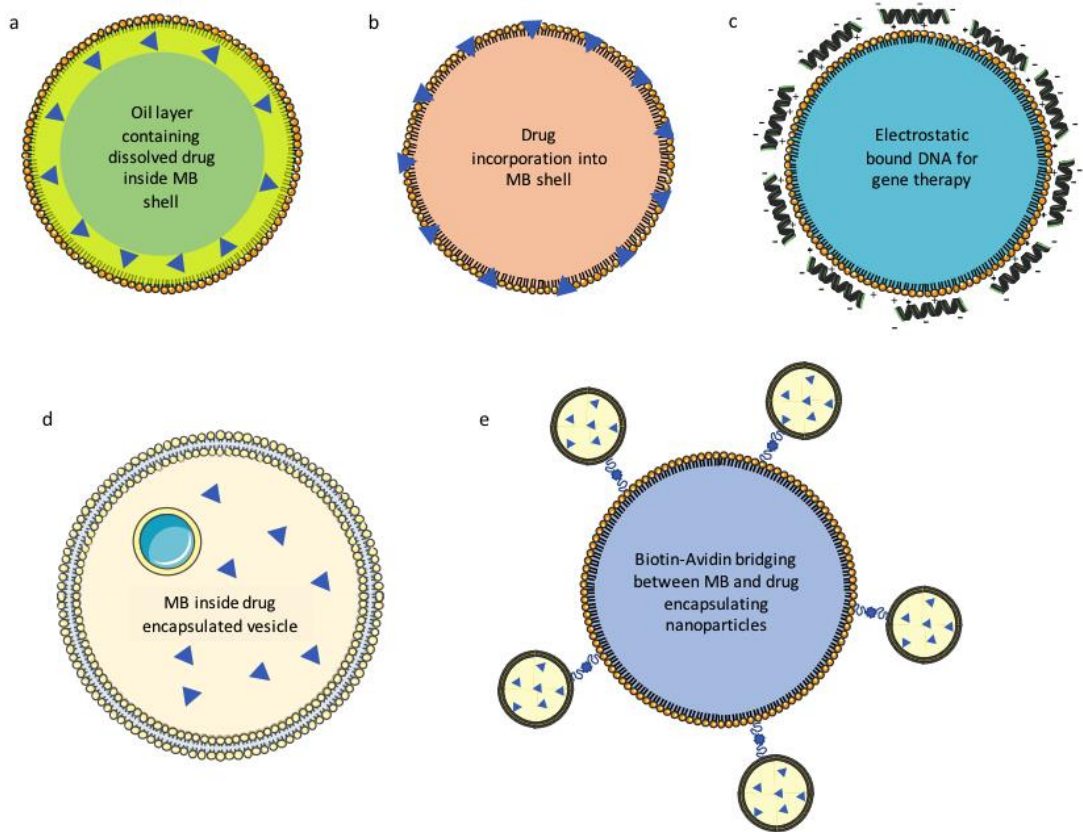 a
Oil layer
containing
dissolved drug
inside MB
shell
b
Drug
incorporation into
MB shell
c
Electrostatic
bound DNA for
gene therapy
d
MB inside drug
encapsulated vesicle
e
Biotin-Avidin bridging
between MB and drug
encapsulating
nanoparticles